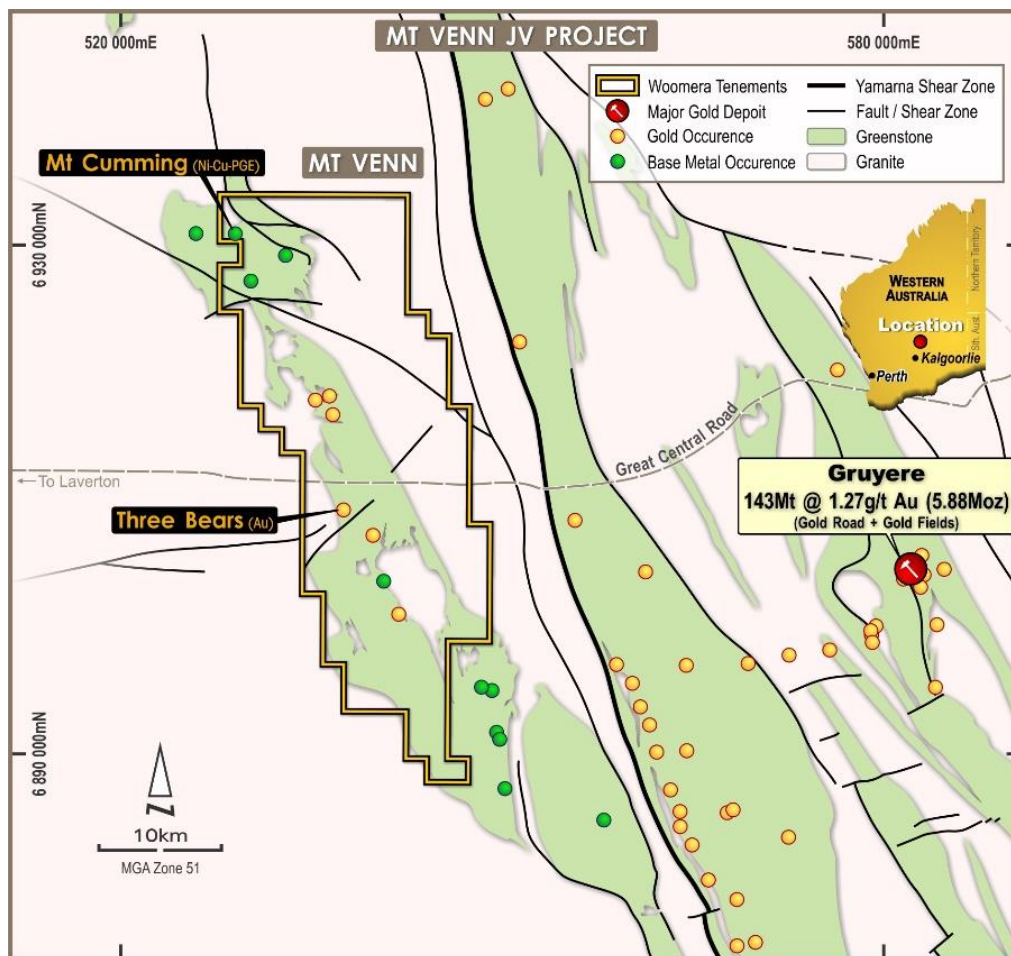 MT VENN JV PROJECT
520 000mE
580 000mE
Woomera Tenements
Major Gold Depoit
Gold Occurence
Base Metal Occurence
Yamarna Shear Zone
Fault / Shear Zone
Greenstone
Granite
Mt Cumming (Ni-Cu-PGE)
MT VENN
6 930 000mN
WESTERN
AUSTRALIA
Location
Kalgoorlie
Perth
Northern Territory
Sth. Aust.
Great Central Road
To Laverton
Three Bears (Au)
Gruyere
143Mt @ 1.27g/t Au (5.88Moz)
(Gold Road + Gold Fields)
6 890 000mN
N
10km
MGA Zone 51